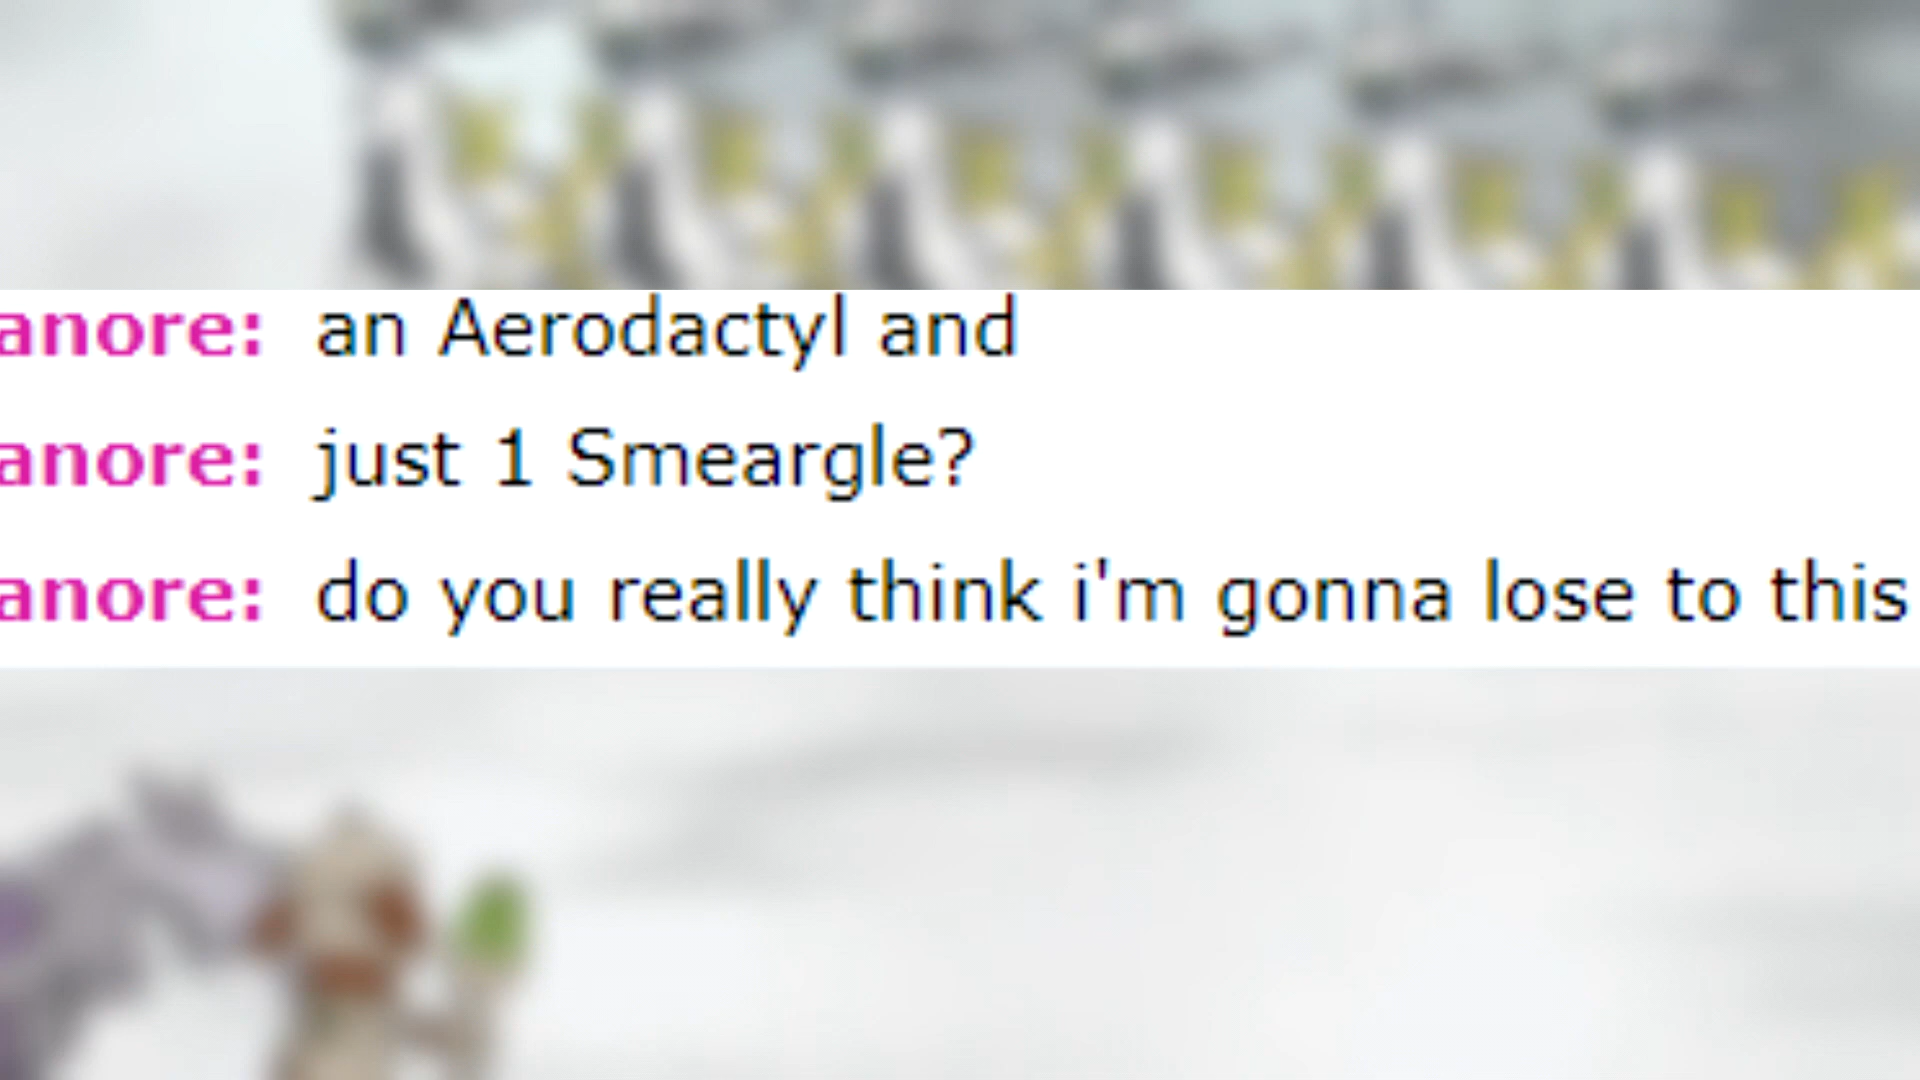 anore: an Aerodactyl and
anore: just 1 Smeargle?
anore: do you really think i'm gonna lose to this